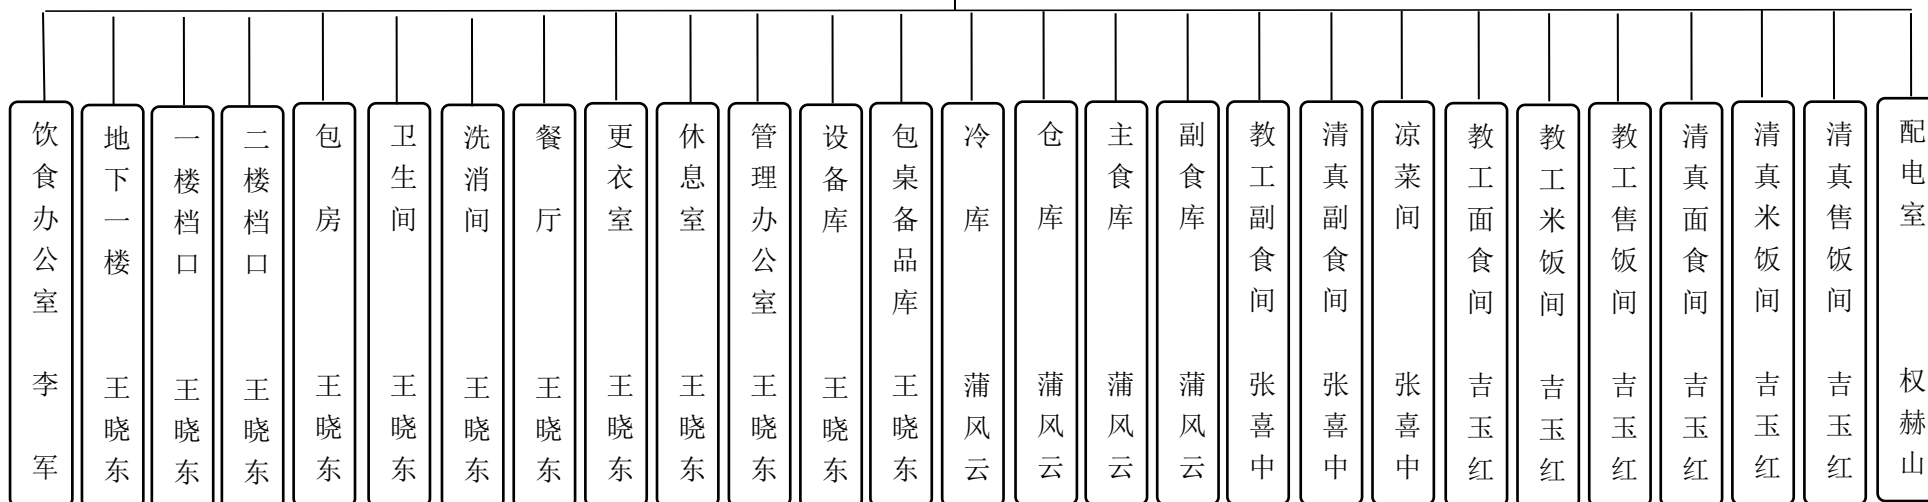 饮食办公室 李军
地下一楼 王晓东
一楼档口 王晓东
二楼档口 王晓东
包房 王晓东
卫生间 王晓东
洗消间 王晓东
餐厅 王晓东
更衣室 王晓东
休息室 王晓东
管理办公室 王晓东
设备库 王晓东
包桌备品库 王晓东
冷库 蒲风云
仓库 蒲风云
主食库 蒲风云
副食库 蒲风云
教工副食间 张喜中
清真副食间 张喜中
凉菜间 张喜中
教工面食间 吉玉红
教工米饭间 吉玉红
教工售饭间 吉玉红
清真面食间 吉玉红
清真米饭间 吉玉红
清真售饭间 吉玉红
配电室 权赫山